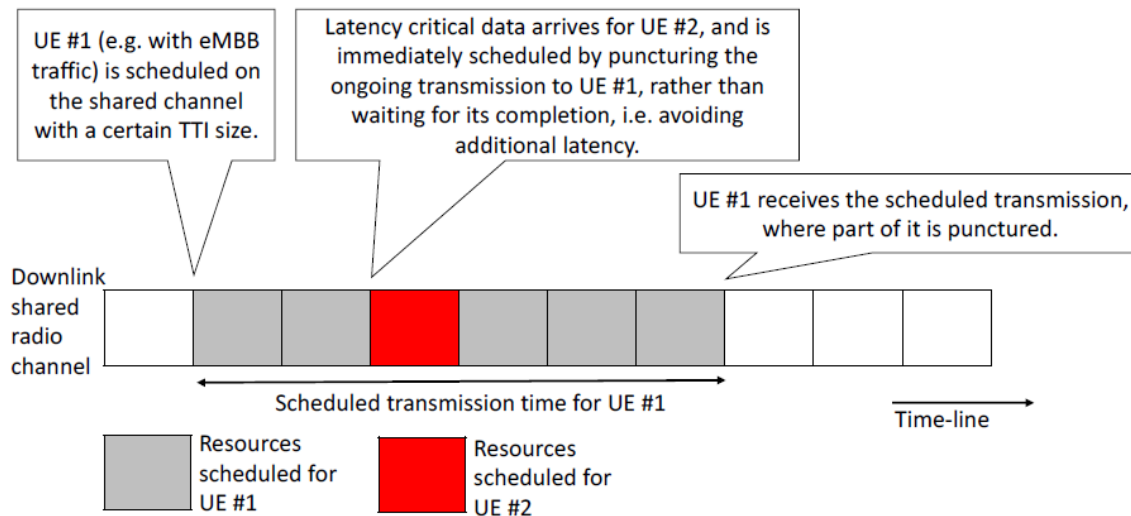 UE #1 (e.g. with eMBB
traffic) is scheduled on
the shared channel
with a certain TTI size.
Latency critical data arrives for UE #2, and is
immediately scheduled by puncturing the
ongoing transmission to UE #1, rather than
waiting for its completion, i.e. avoiding
additional latency.
UE #1 receives the scheduled transmission,
where part of it is punctured.
Downlink
shared
radio
channel
Scheduled transmission time for UE #1
Time-line
Resources
scheduled for
UE #1
Resources
scheduled for
UE #2